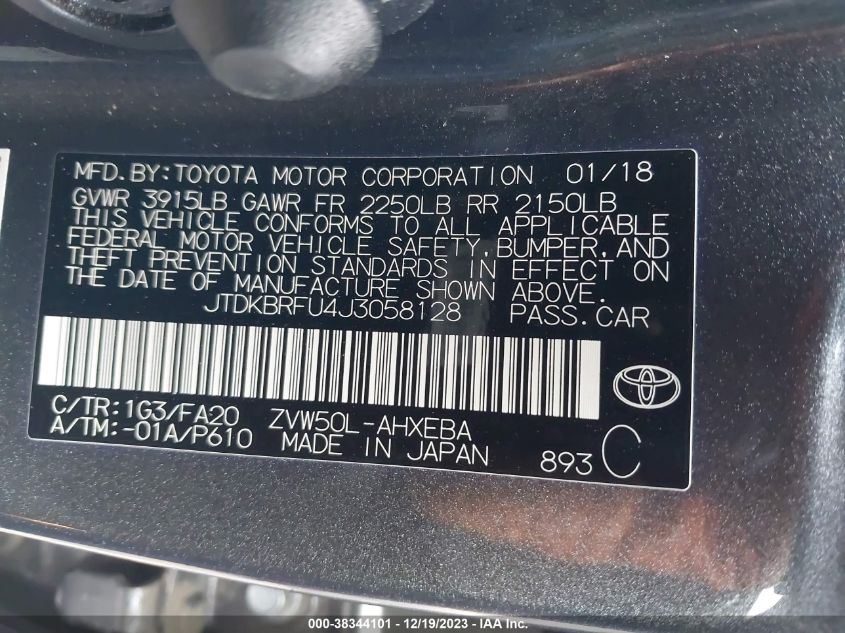 MFD.BY:TOYOTA MOTOR CORPORATION 01/18
GVWR 3915LB GAWR FR 2250LB RR 2150LB
THIS VEHICLE CONFORMS TO ALL APPLICABLE
FEDERAL MOTOR VEHICLE SAFETY,BUMPER,AND
THEFT PREVENTION STANDARDS IN EFFECT ON
THE DATE OF MANUFACTURE SHOWN ABOVE.
JTDKBRFU4J3058128 PASS.CAR
C/TR:1G3/FA20 ZVW50L-AHXEBA
A/TM:-01A/P610 MADE IN JAPAN 893 C
000-38344101 - 12/19/2023 - IAA Inc.